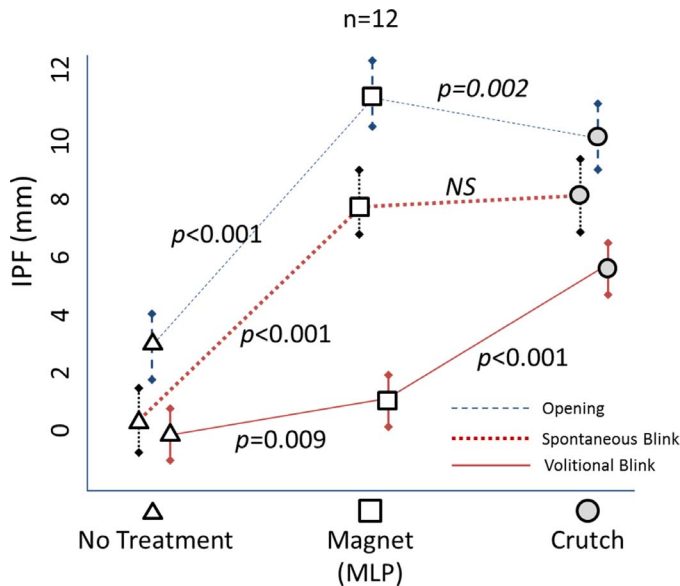 n=12
12
10
8
6
4
2
0
IPF (mm)
p=0.002
NS
p<0.001
p<0.001
p<0.001
p=0.009
Opening
Spontaneous Blink
Volitional Blink
No Treatment
Magnet
(MLP)
Crutch